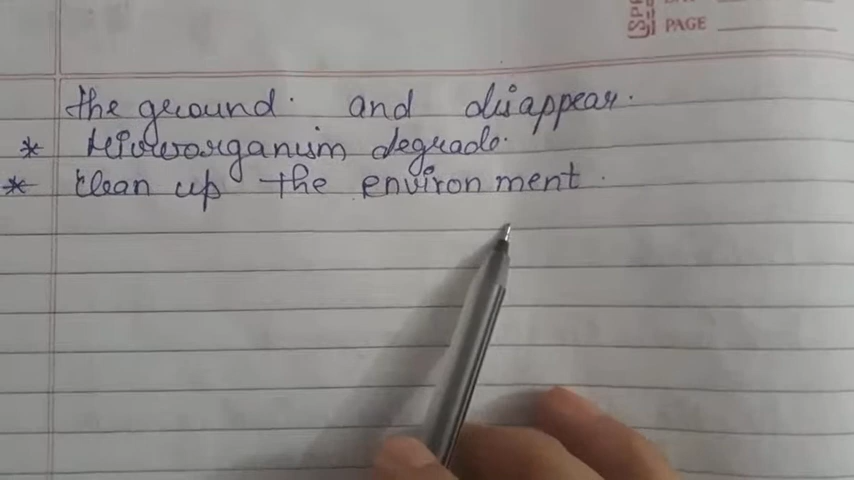 PAGE
the ground. and disappear.
* Microorganism degrade.
* clean up the environment.